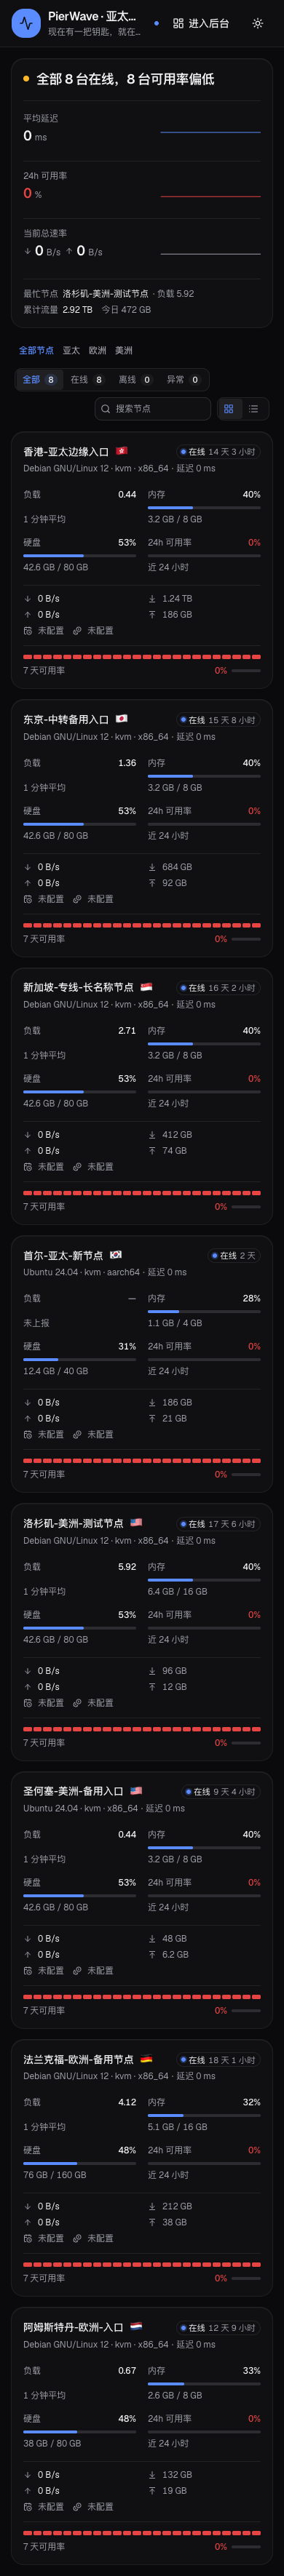 PierWave · 亚太...
现在有一把钥匙，就在...
进入后台
全部 8 台在线，8 台可用率偏低
平均延迟
0 ms
24h 可用率
0 %
当前总速率
↓ 0 B/s ↑ 0 B/s
最忙节点 洛杉矶-美洲-测试节点 · 负载 5.92
累计流量 2.92 TB 今日 472 GB
全部节点 亚太 欧洲 美洲
全部 8 在线 8 离线 0 异常 0
搜索节点
香港-亚太边缘入口 在线 14 天 3 小时
Debian GNU/Linux 12 · kvm · x86_64 · 延迟 0 ms
负载 0.44 内存 40%
1 分钟平均 3.2 GB / 8 GB
硬盘 53% 24h 可用率 0%
42.6 GB / 80 GB 近 24 小时
↓ 0 B/s 1.24 TB
↑ 0 B/s 186 GB
未配置 未配置
7 天可用率 0%
东京-中转备用入口 在线 15 天 8 小时
Debian GNU/Linux 12 · kvm · x86_64 · 延迟 0 ms
负载 1.36 内存 40%
1 分钟平均 3.2 GB / 8 GB
硬盘 53% 24h 可用率 0%
42.6 GB / 80 GB 近 24 小时
↓ 0 B/s 684 GB
↑ 0 B/s 92 GB
未配置 未配置
7 天可用率 0%
新加坡-专线-长名称节点 在线 16 天 2 小时
Debian GNU/Linux 12 · kvm · x86_64 · 延迟 0 ms
负载 2.71 内存 40%
1 分钟平均 3.2 GB / 8 GB
硬盘 53% 24h 可用率 0%
42.6 GB / 80 GB 近 24 小时
↓ 0 B/s 412 GB
↑ 0 B/s 74 GB
未配置 未配置
7 天可用率 0%
首尔-亚太-新节点 在线 2 天
Ubuntu 24.04 · kvm · aarch64 · 延迟 0 ms
负载 — 内存 28%
未上报 1.1 GB / 4 GB
硬盘 31% 24h 可用率 0%
12.4 GB / 40 GB 近 24 小时
↓ 0 B/s 186 GB
↑ 0 B/s 21 GB
未配置 未配置
7 天可用率 0%
洛杉矶-美洲-测试节点 在线 17 天 6 小时
Debian GNU/Linux 12 · kvm · x86_64 · 延迟 0 ms
负载 5.92 内存 40%
1 分钟平均 6.4 GB / 16 GB
硬盘 53% 24h 可用率 0%
42.6 GB / 80 GB 近 24 小时
↓ 0 B/s 96 GB
↑ 0 B/s 12 GB
未配置 未配置
7 天可用率 0%
圣何塞-美洲-备用入口 在线 9 天 4 小时
Ubuntu 24.04 · kvm · x86_64 · 延迟 0 ms
负载 0.44 内存 40%
1 分钟平均 3.2 GB / 8 GB
硬盘 53% 24h 可用率 0%
42.6 GB / 80 GB 近 24 小时
↓ 0 B/s 48 GB
↑ 0 B/s 6.2 GB
未配置 未配置
7 天可用率 0%
法兰克福-欧洲-备用节点 在线 18 天 1 小时
Debian GNU/Linux 12 · kvm · x86_64 · 延迟 0 ms
负载 4.12 内存 32%
1 分钟平均 5.1 GB / 16 GB
硬盘 48% 24h 可用率 0%
76 GB / 160 GB 近 24 小时
↓ 0 B/s 212 GB
↑ 0 B/s 38 GB
未配置 未配置
7 天可用率 0%
阿姆斯特丹-欧洲-入口 在线 12 天 9 小时
Debian GNU/Linux 12 · kvm · x86_64 · 延迟 0 ms
负载 0.67 内存 33%
1 分钟平均 2.6 GB / 8 GB
硬盘 48% 24h 可用率 0%
38 GB / 80 GB 近 24 小时
↓ 0 B/s 132 GB
↑ 0 B/s 19 GB
未配置 未配置
7 天可用率 0%